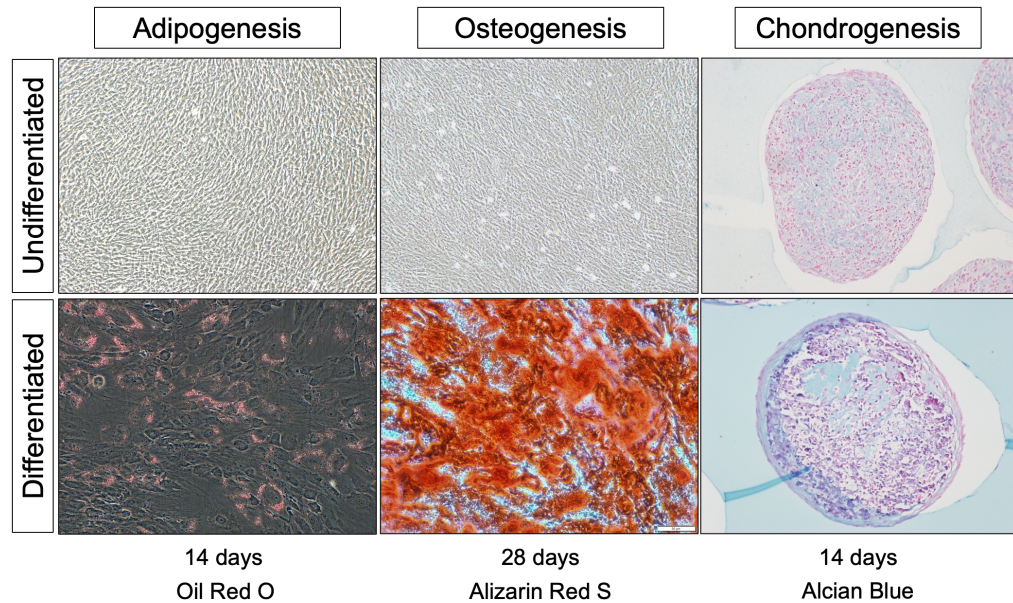 Adipogenesis
Osteogenesis
Chondrogenesis
Undifferentiated
Differentiated
14 days
28 days
14 days
Oil Red O
Alizarin Red S
Alcian Blue